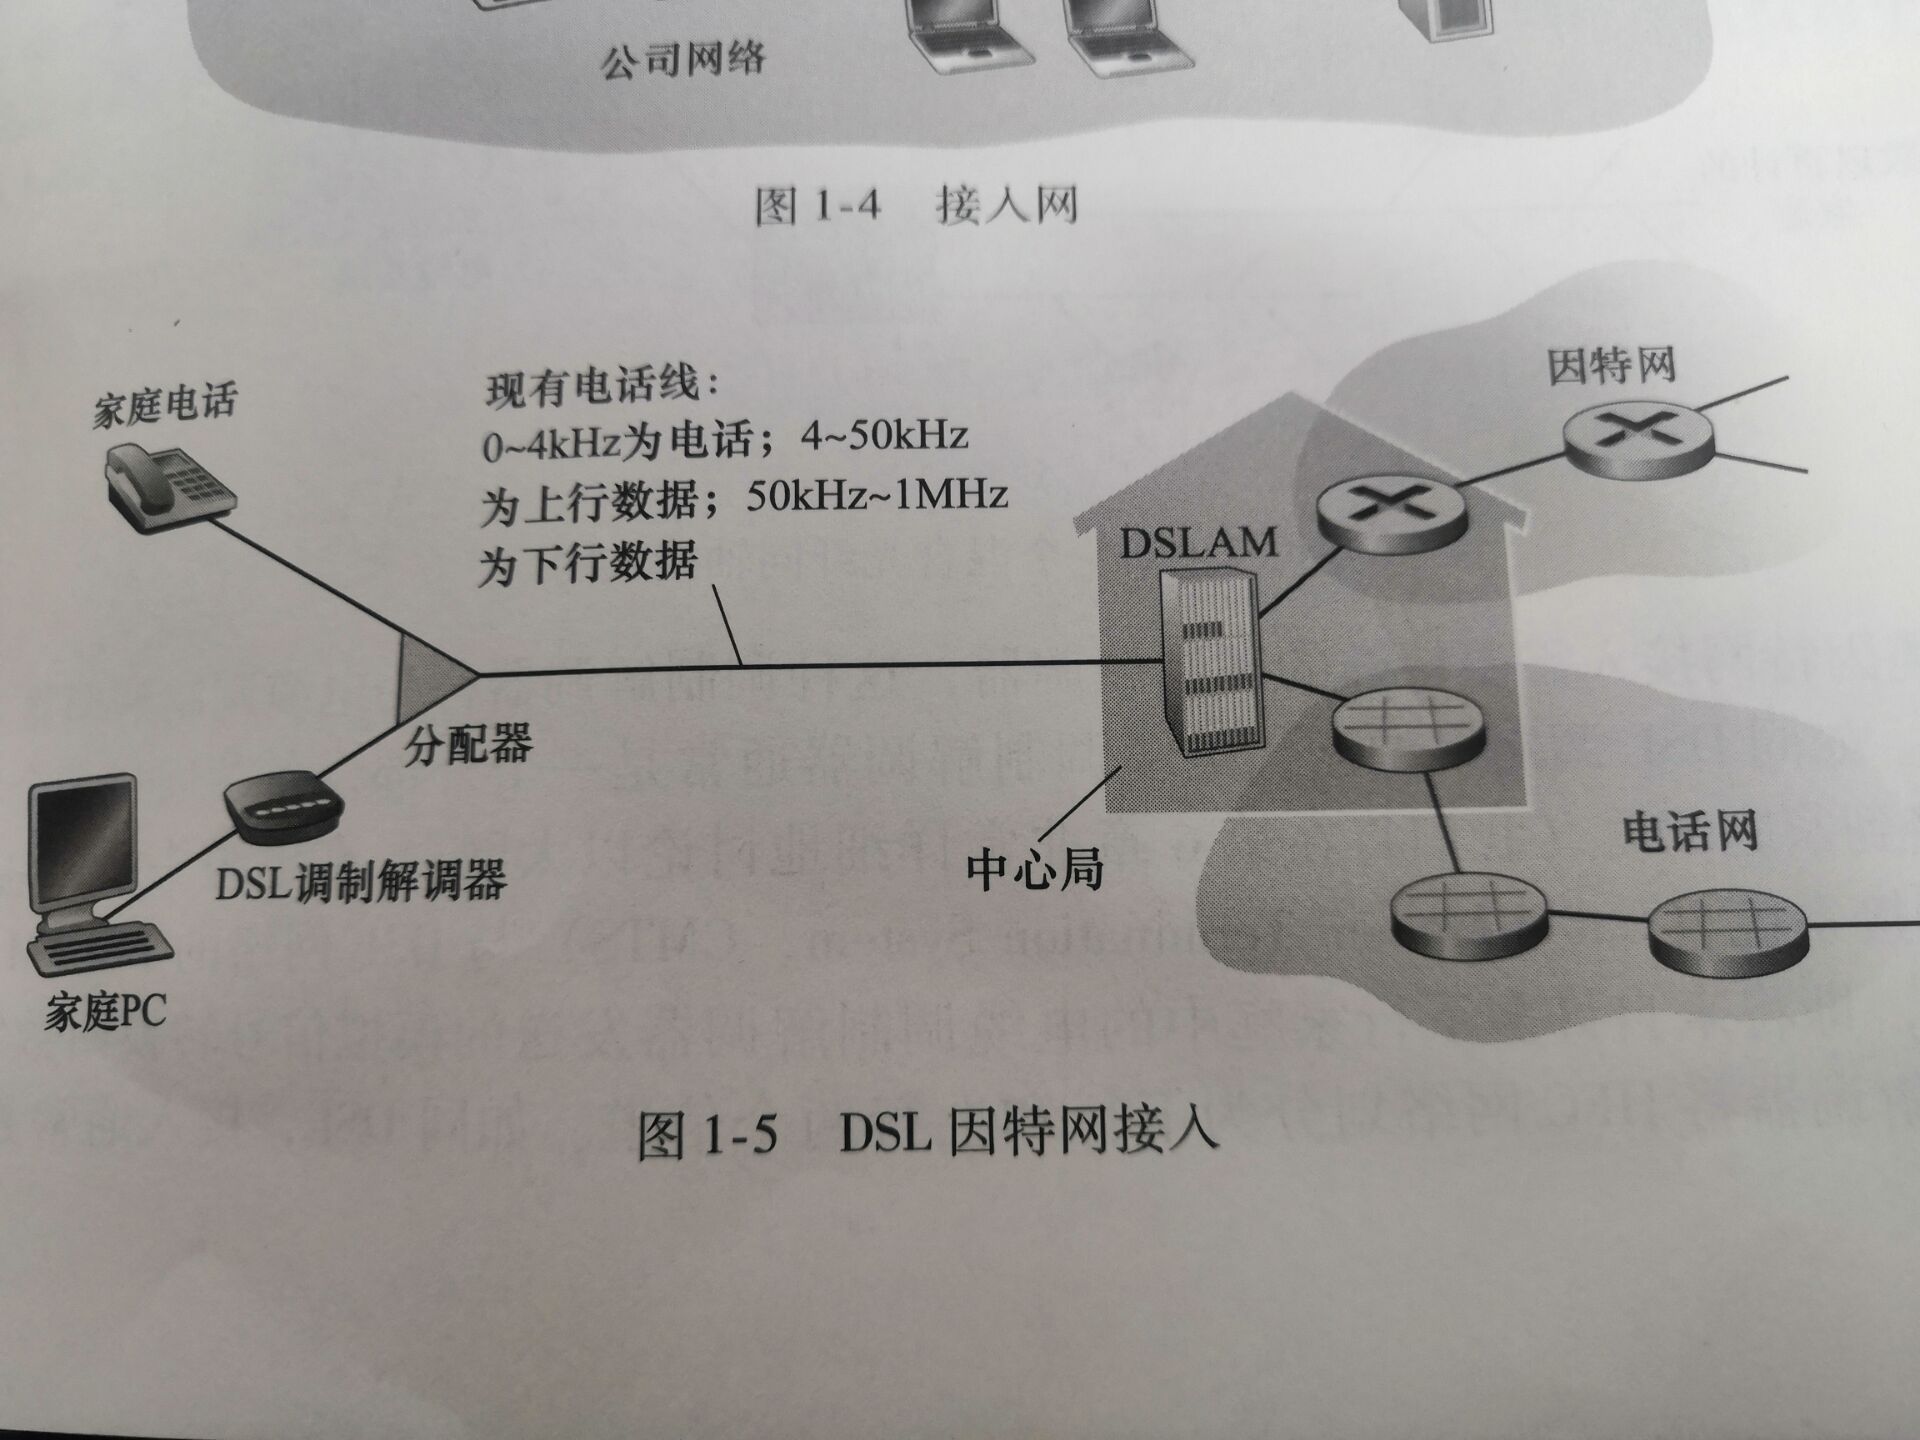 公司网络
图 1-4 接入网
家庭电话
现有电话线：
0~4kHz为电话；4~50kHz
为上行数据；50kHz~1MHz
为下行数据
因特网
DSLAM
分配器
DSL调制解调器
家庭PC
中心局
电话网
图 1-5 DSL 因特网接入